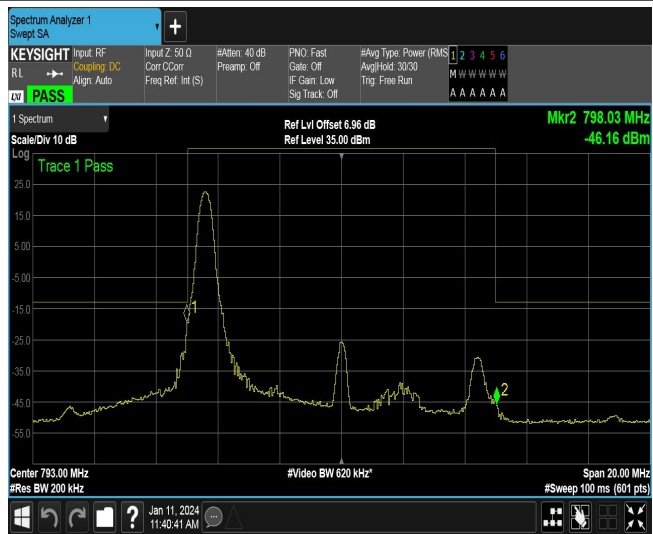 Spectrum Analyzer 1
Swept SA
+
KEYSIGHT
RL
LXI PASS
Input: RF
Coupling: DC
Align: Auto
Input Z: 50 Ω
Corr CCorr
Freq Ref: Int (S)
#Atten: 40 dB
Preamp: Off
PNO: Fast
Gate: Off
IF Gain: Low
Sig Track: Off
#Avg Type: Power (RMS
Avg|Hold: 30/30
Trig: Free Run
1 2 3 4 5 6
M W W W W W
A A A A A A
1 Spectrum
Scale/Div 10 dB
Log
Ref Lvl Offset 6.96 dB
Ref Level 35.00 dBm
Mkr2 798.03 MHz
-46.16 dBm
Trace 1 Pass
25.0
15.0
5.00
-5.00
-15.0
-25.0
-35.0
-45.0
-55.0
1
2
Center 793.00 MHz
#Res BW 200 kHz
#Video BW 620 kHz*
Span 20.00 MHz
#Sweep 100 ms (601 pts)
?
Jan 11, 2024
11:40:41 AM